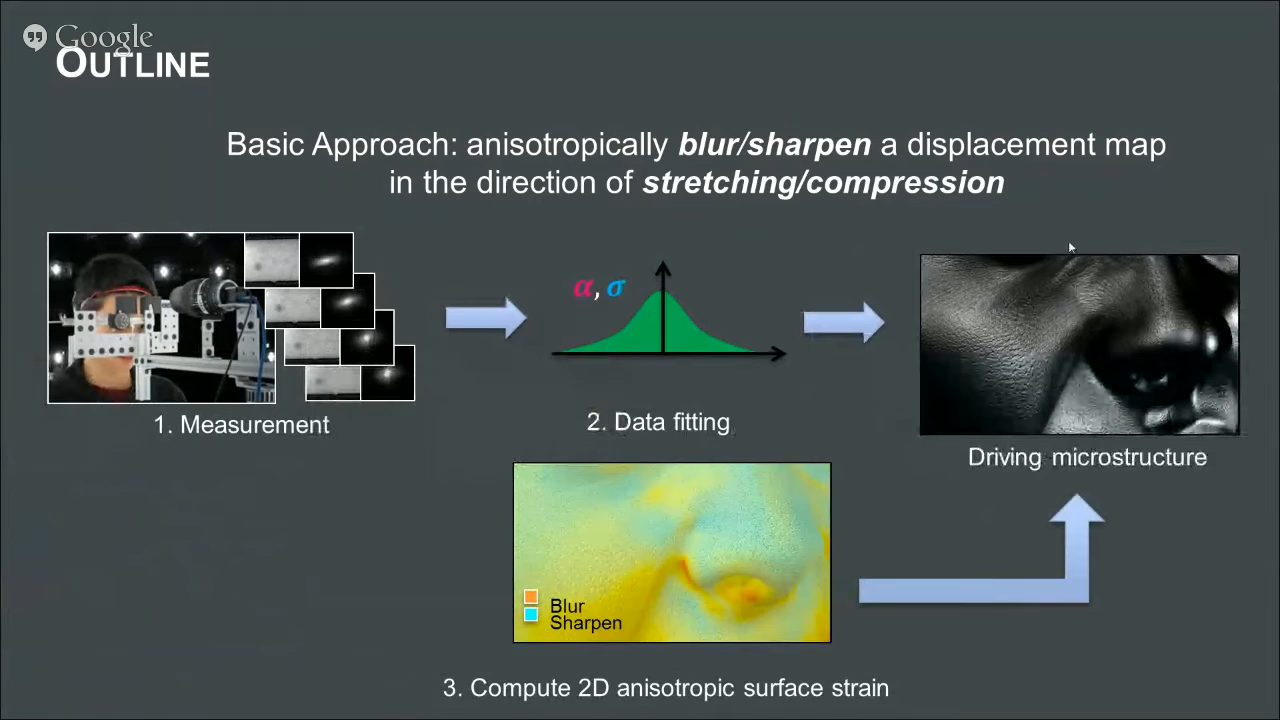 Google
OUTLINE
Basic Approach: anisotropically blur/sharpen a displacement map
in the direction of stretching/compression
α, σ
1. Measurement
2. Data fitting
Driving microstructure
Blur
Sharpen
3. Compute 2D anisotropic surface strain